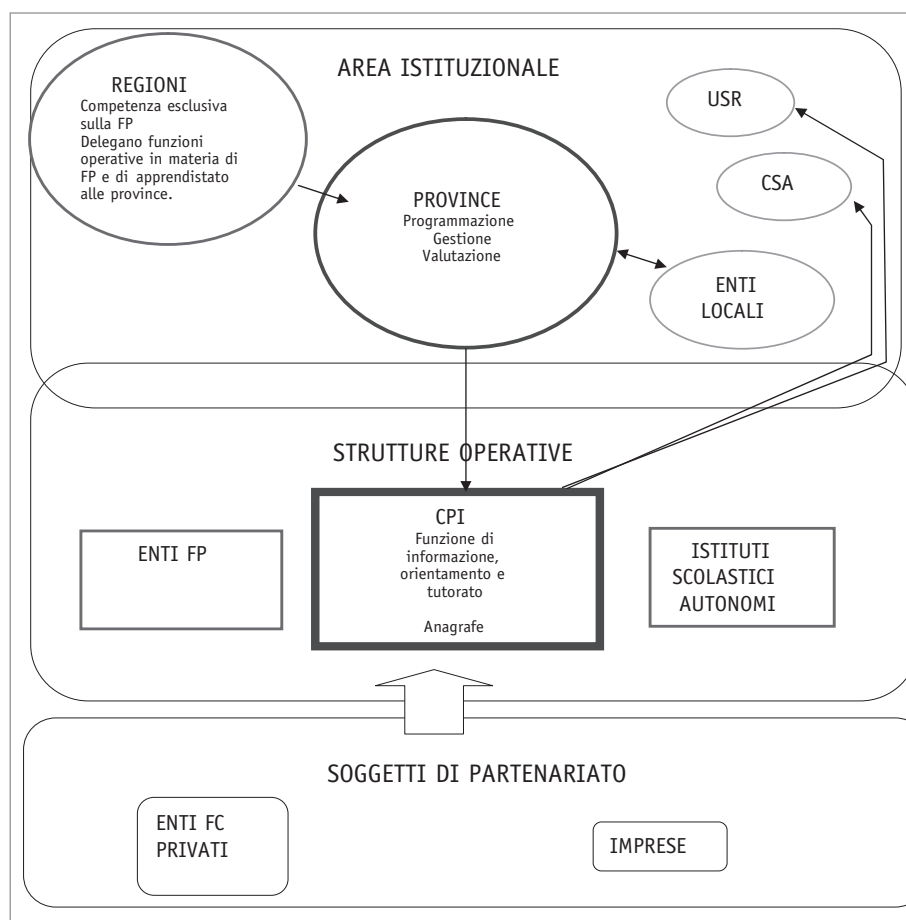 AREA ISTITUZIONALE
REGIONI
Competenza esclusiva
sulla FP
Delegano funzioni
operative in materia di
FP e di apprendistato
alle province.
USR
CSA
PROVINCE
Programmazione
Gestione
Valutazione
ENTI
LOCALI
STRUTTURE OPERATIVE
ENTI FP
CPI
Funzione di
informazione,
orientamento e
tutorato
Anagrafe
ISTITUTI
SCOLASTICI
AUTONOMI
SOGGETTI DI PARTENARIATO
ENTI FC
PRIVATI
IMPRESE